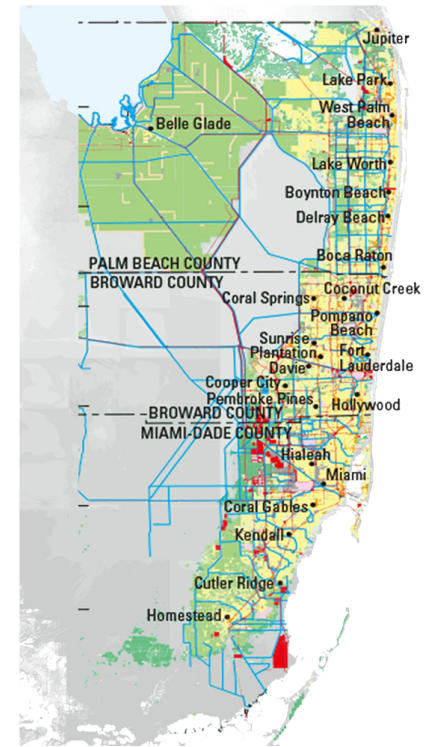 Jupiter
Lake Park
West Palm
Beach
Belle Glade
Lake Worth
Boynton Beach
Delray Beach
Boca Raton
PALM BEACH COUNTY
BROWARD COUNTY
Coconut Creek
Coral Springs
Pompano
Beach
Sunrise
Plantation
Fort
Lauderdale
Davie
Cooper City
Pembroke Pines
Hollywood
BROWARD COUNTY
MIAMI-DADE COUNTY
Hialeah
Miami
Coral Gables
Kendall
Cutler Ridge
Homestead